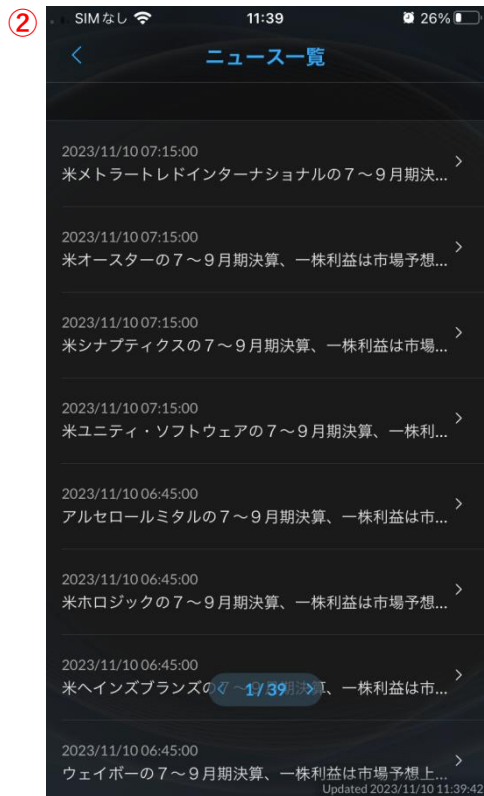 ②
SIMなし 11:39 26%
ニュース一覧
2023/11/10 07:15:00
米メトラートレドインターナショナルの７～９月期決...
2023/11/10 07:15:00
米オースターの７～９月期決算、一株利益は市場予想...
2023/11/10 07:15:00
米シナプティクスの７～９月期決算、一株利益は市場...
2023/11/10 07:15:00
米ユニティ・ソフトウェアの７～９月期決算、一株利...
2023/11/10 06:45:00
アルセロールミタルの７～９月期決算、一株利益は市...
2023/11/10 06:45:00
米ホロジックの７～９月期決算、一株利益は市場予想...
2023/11/10 06:45:00
米ヘインズブランズの７～９月期決算、一株利益は市...
1 / 39
2023/11/10 06:45:00
ウェイボーの７～９月期決算、一株利益は市場予想上...
Updated 2023/11/10 11:39:42